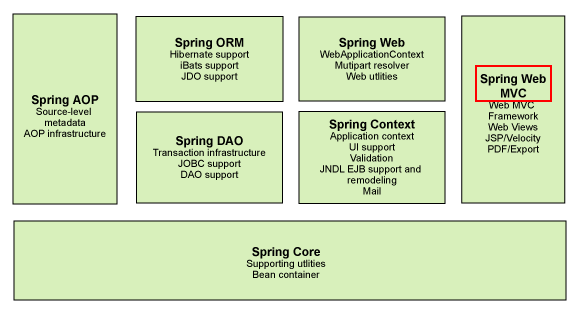 Spring AOP
Source-level
metadata
AOP infrastructure
Spring ORM
Hibernate support
iBats support
JDO support
Spring Web
WebApplicationContext
Mutipart resolver
Web utlities
Spring Web
MVC
Web MVC
Framework
Web Views
JSP/Velocity
PDF/Export
Spring DAO
Transaction infrastructure
JOBC support
DAO support
Spring Context
Application context
UI support
Validation
JNDL EJB support and
remodeling
Mail
Spring Core
Supporting utlities
Bean container